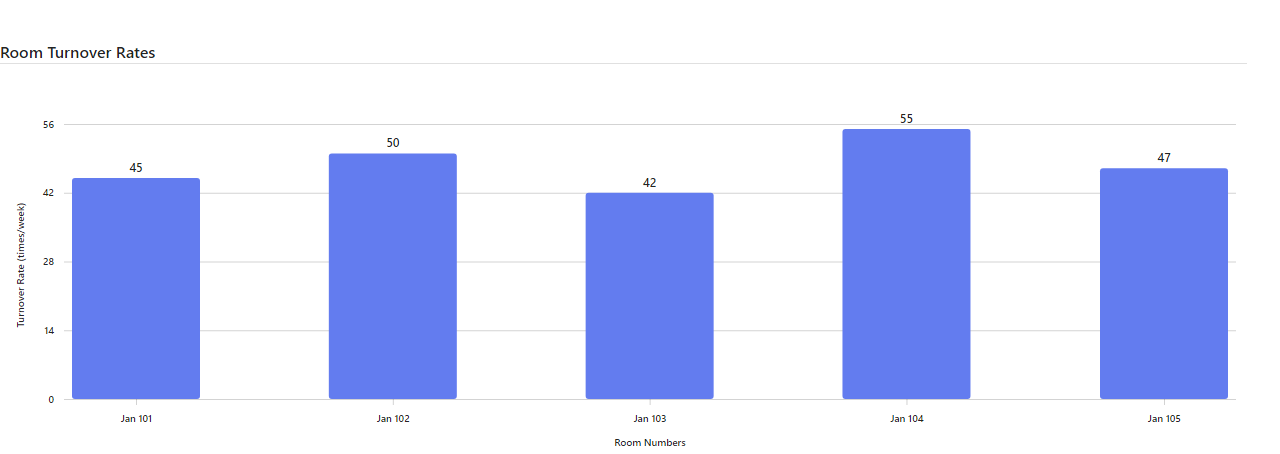 Room Turnover Rates
56
42
28
14
0
Turnover Rate (times/week)
45
50
42
55
47
Jan 101
Jan 102
Jan 103
Jan 104
Jan 105
Room Numbers